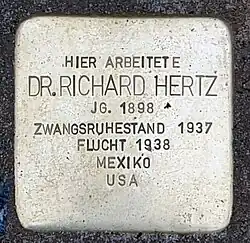 HIER ARBEITETE
DR. RICHARD HERTZ
JG. 1898
ZWANGSRUHESTAND 1937
FLUCHT 1938
MEXIKO
USA